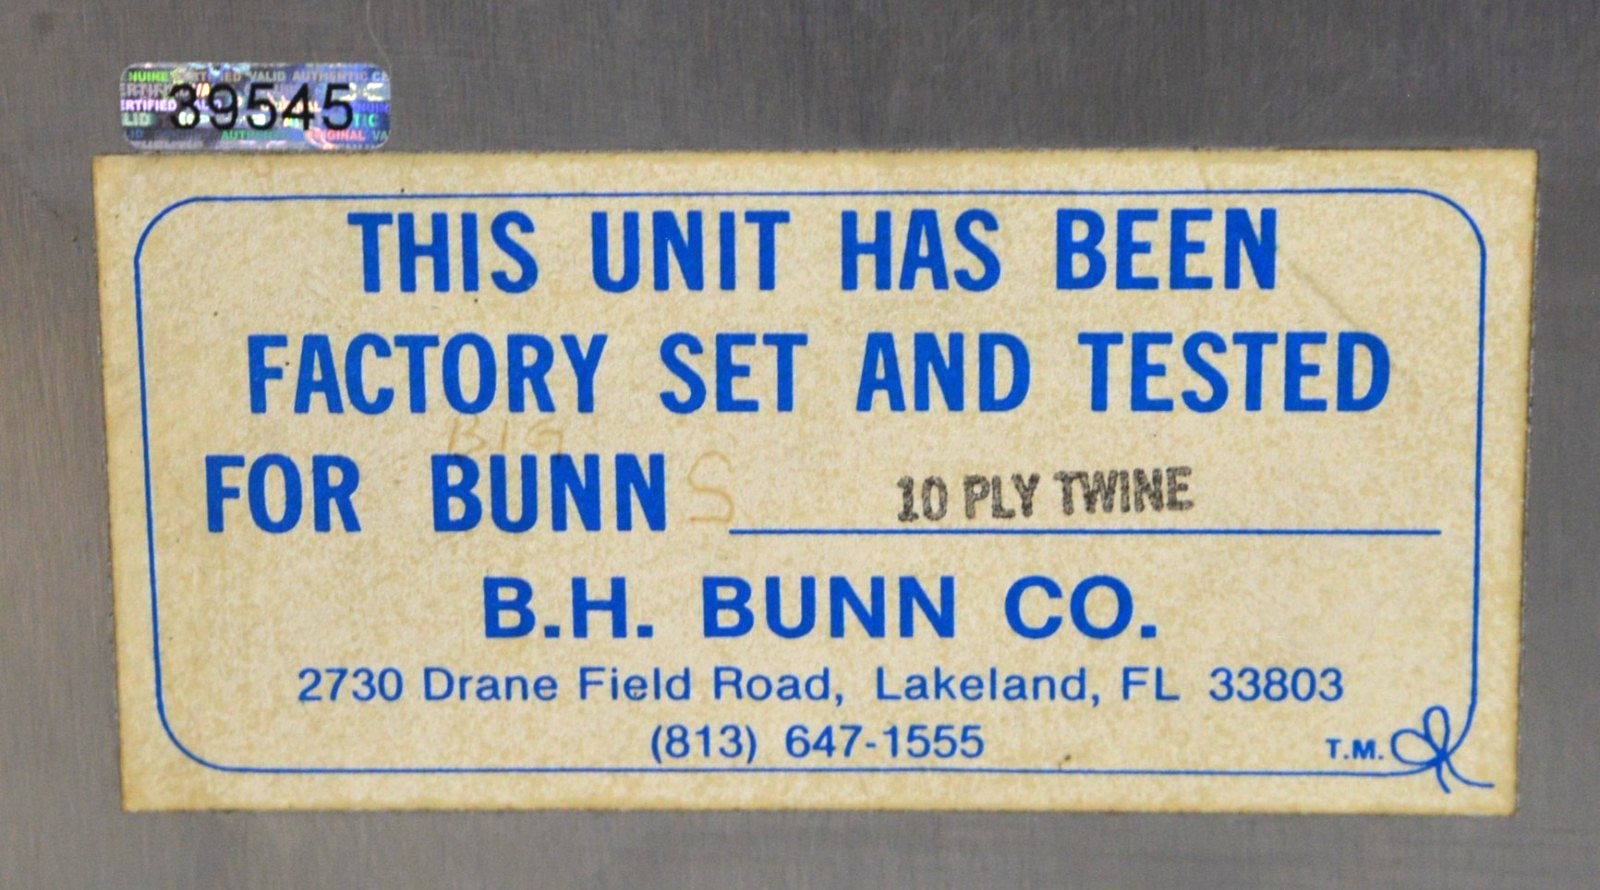 39545
THIS UNIT HAS BEEN
FACTORY SET AND TESTED
BIG
FOR BUNN S 10 PLY TWINE
B.H. BUNN CO.
2730 Drane Field Road, Lakeland, FL 33803
(813) 647-1555
T.M.